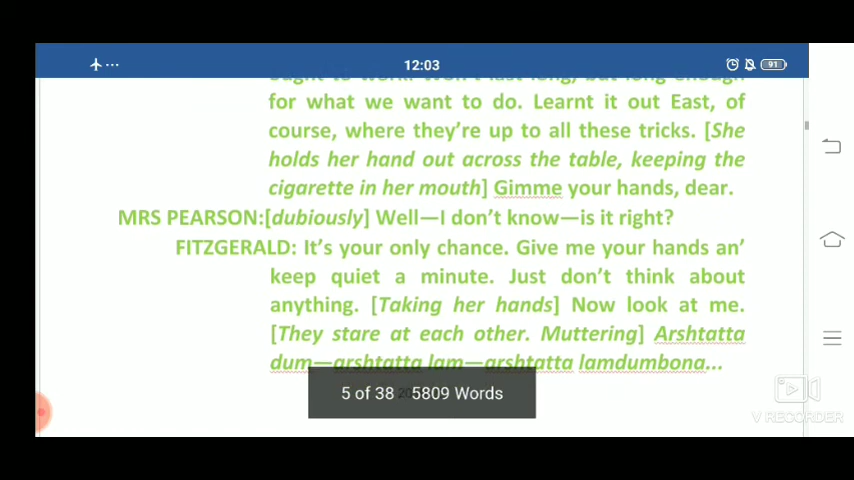 12:03
91
for what we want to do. Learnt it out East, of
course, where they're up to all these tricks. [She
holds her hand out across the table, keeping the
cigarette in her mouth] Gimme your hands, dear.
MRS PEARSON:[dubiously] Well—I don't know—is it right?
FITZGERALD: It's your only chance. Give me your hands an'
keep quiet a minute. Just don't think about
anything. [Taking her hands] Now look at me.
[They stare at each other. Muttering] Arshtatta
dum—arshtatta lam—arshtatta lamdumbona...
5 of 38 5809 Words
V RECORDER